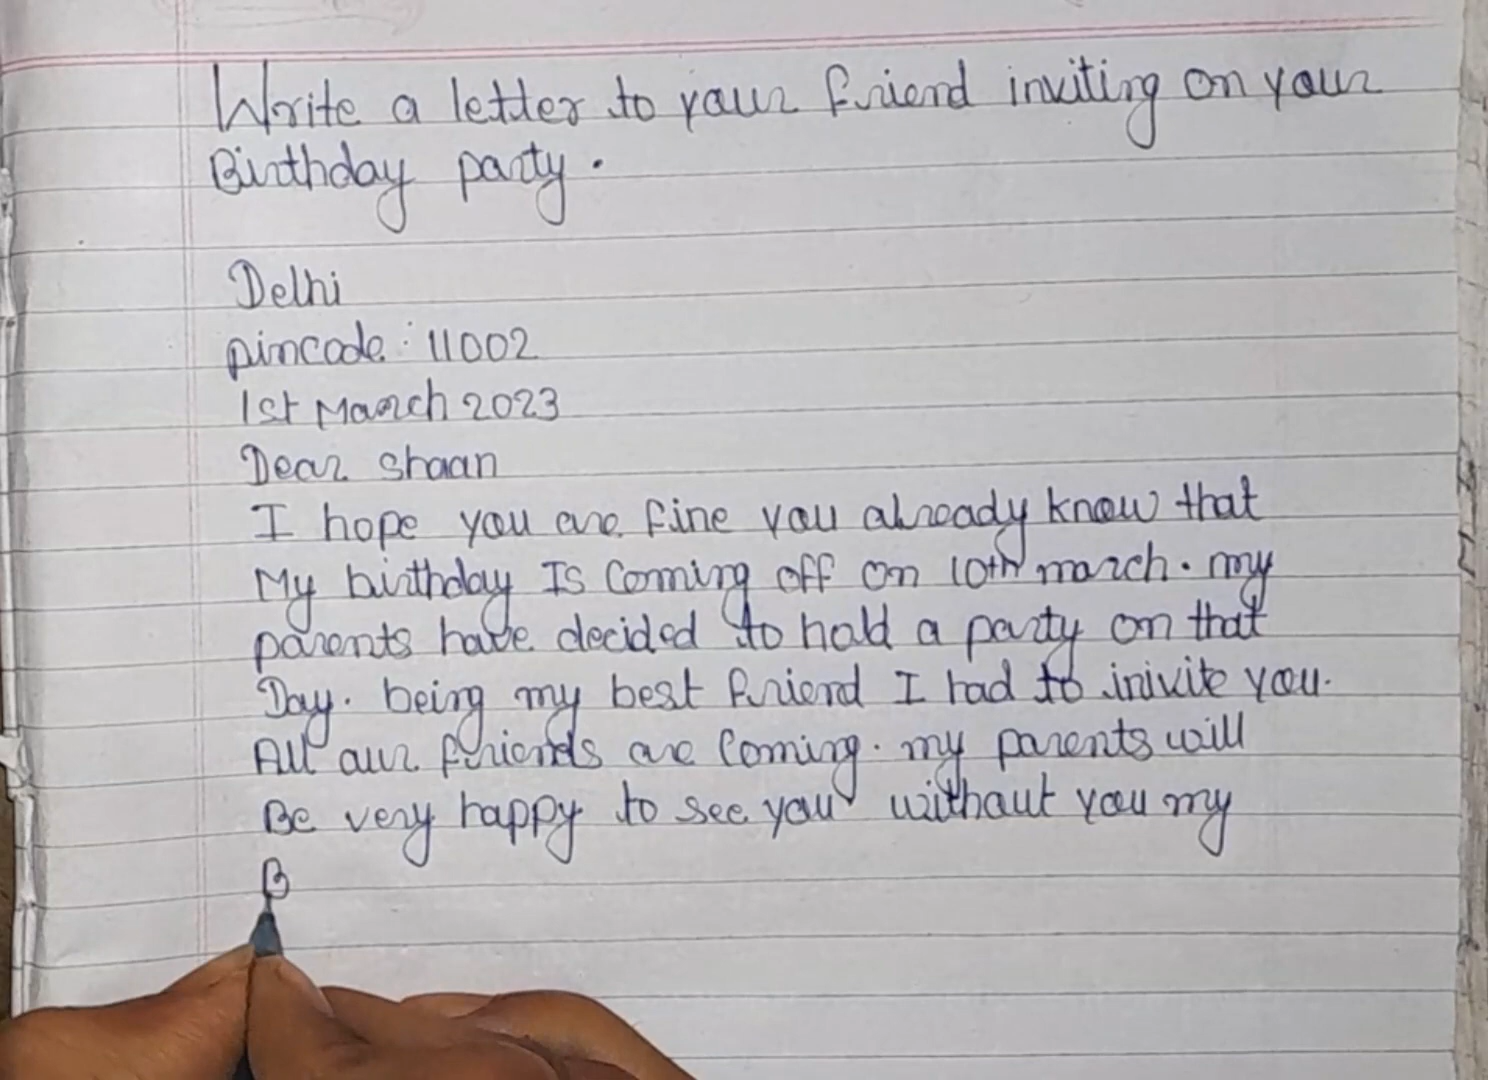 Write a letter to your friend inviting on your
Birthday party.
Delhi
pincode : 11002
1st March 2023
Dear shaan
I hope you are fine you already know that
My birthday Is Coming off on 10th march. my
parents have decided to hold a party on that
Day. being my best friend I had to inivite you.
All our friends are Coming. my parents will
Be very happy to see you without you my
B